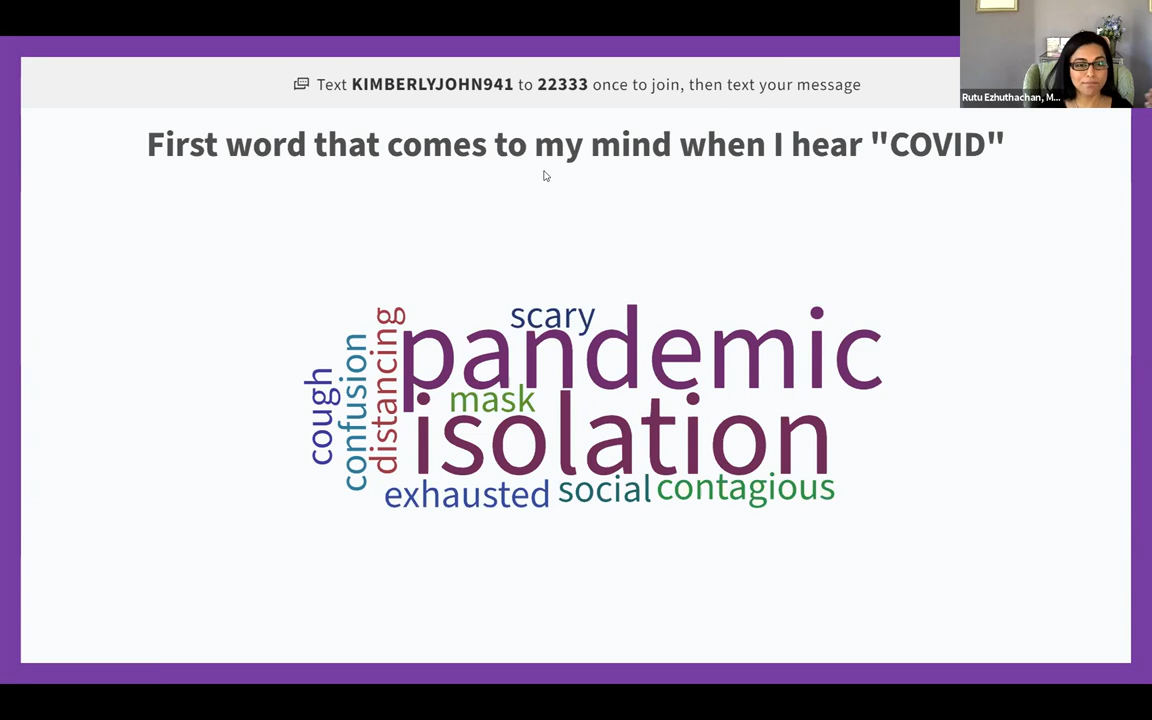 Text KIMBERLYJOHN941 to 22333 once to join, then text your message
Rutu Ezhuthachan, M...
First word that comes to my mind when I hear "COVID"
scary
pandemic
mask
isolation
cough
confusion
distancing
exhausted
social
contagious